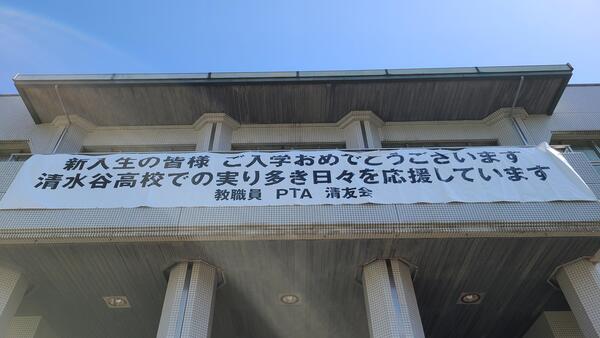 新入生の皆様 ご入学おめでとうございます
清水谷高校での実り多き日々を応援しています
教職員 PTA 清友会